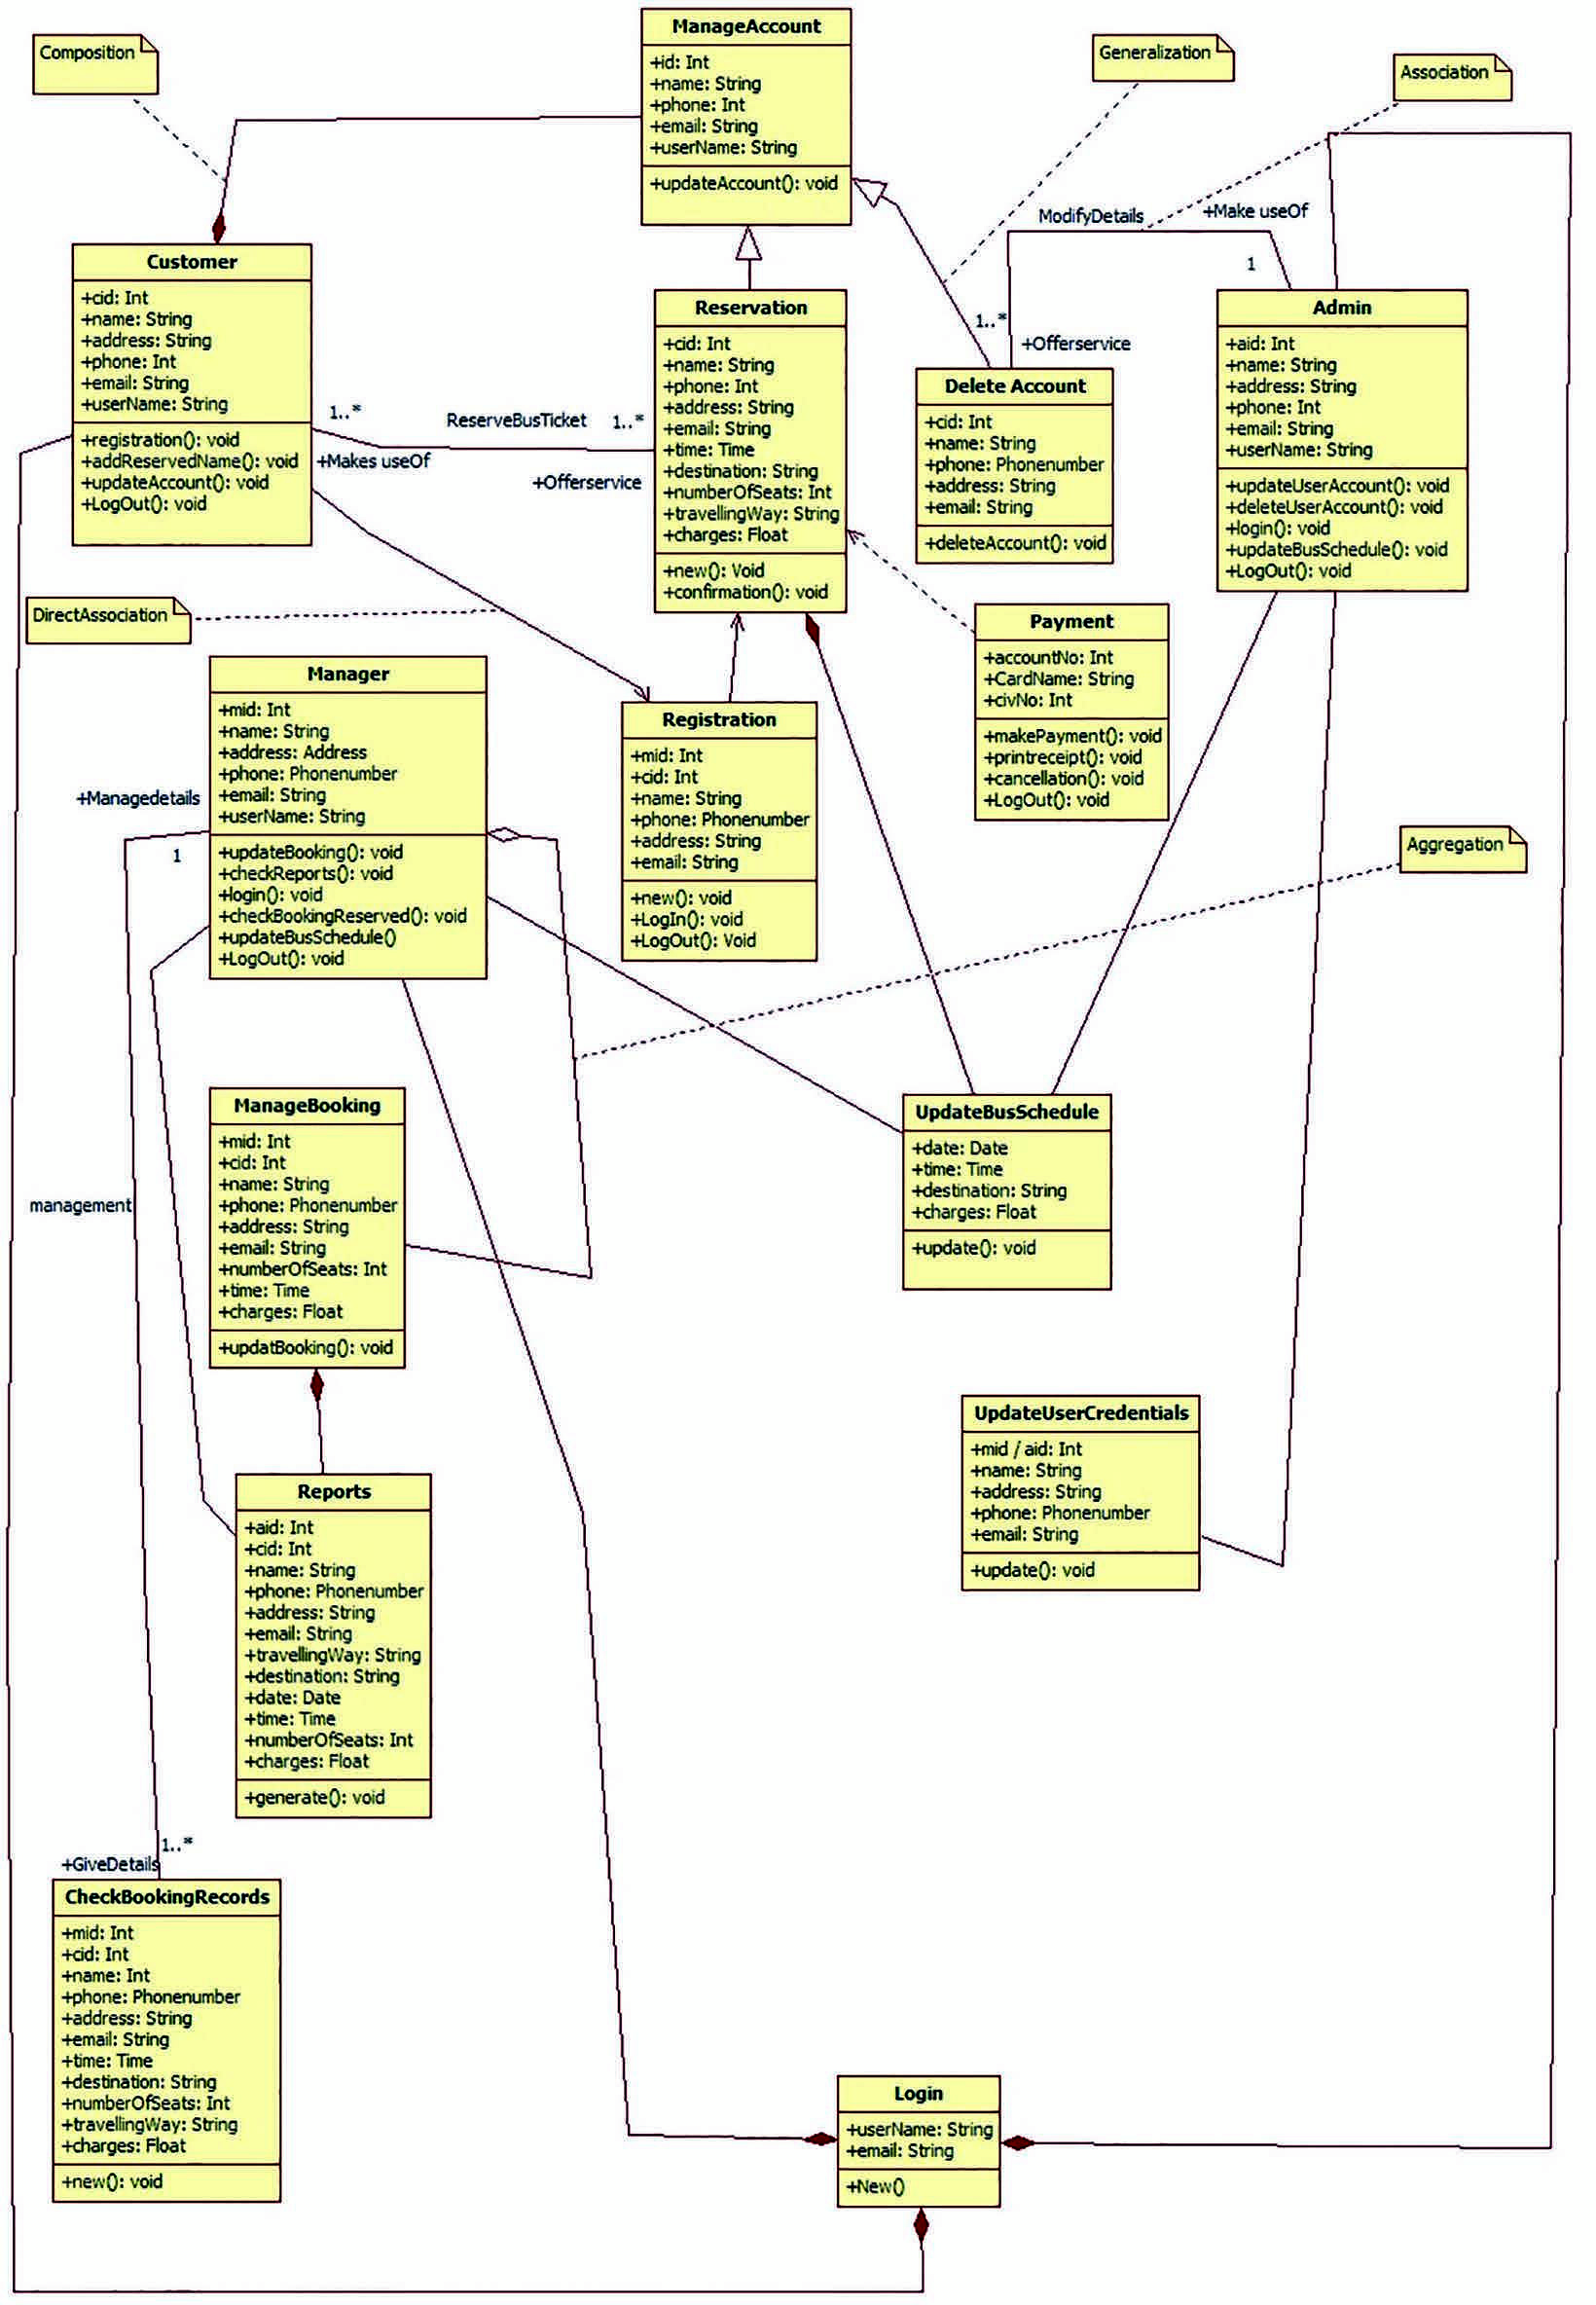 Composition
ManageAccount
+id: Int
+name: String
+phone: Int
+email: String
+userName: String
+updateAccount(): void
Generalization
Association
ModifyDetails
+Make useOf
1
1..*
+Offerservice
Customer
+cid: Int
+name: String
+address: String
+phone: Int
+email: String
+userName: String
+registration(): void
+addReservedName(): void
+updateAccount(): void
+LogOut(): void
1..*
ReserveBusTicket
1..*
+Makes useOf
+Offerservice
Reservation
+cid: Int
+name: String
+phone: Int
+address: String
+email: String
+time: Time
+destination: String
+numberOfSeats: Int
+travellingWay: String
+charges: Float
+new(): Void
+confirmation(): void
Delete Account
+cid: Int
+name: String
+phone: Phonenumber
+address: String
+email: String
+deleteAccount(): void
Admin
+aid: Int
+name: String
+address: String
+phone: Int
+email: String
+userName: String
+updateUserAccount(): void
+deleteUserAccount(): void
+login(): void
+updateBusSchedule(): void
+LogOut(): void
DirectAssociation
Manager
+mid: Int
+name: String
+address: Address
+phone: Phonenumber
+email: String
+userName: String
+updateBooking(): void
+checkReports(): void
+login(): void
+checkBookingReserved(): void
+updateBusSchedule()
+LogOut(): void
+Managedetails
1
Registration
+mid: Int
+cid: Int
+name: String
+phone: Phonenumber
+address: String
+email: String
+new(): void
+LogIn(): void
+LogOut(): Void
Payment
+accountNo: Int
+CardName: String
+civNo: Int
+makePayment(): void
+printreceipt(): void
+cancellation(): void
+LogOut(): void
Aggregation
ManageBooking
+mid: Int
+cid: Int
+name: String
+phone: Phonenumber
+address: String
+email: String
+numberOfSeats: Int
+time: Time
+charges: Float
+updatBooking(): void
management
UpdateBusSchedule
+date: Date
+time: Time
+destination: String
+charges: Float
+update(): void
UpdateUserCredentials
+mid / aid: Int
+name: String
+address: String
+phone: Phonenumber
+email: String
+update(): void
Reports
+aid: Int
+cid: Int
+name: String
+phone: Phonenumber
+address: String
+email: String
+travellingWay: String
+destination: String
+date: Date
+time: Time
+numberOfSeats: Int
+charges: Float
+generate(): void
1..*
+GiveDetails
CheckBookingRecords
+mid: Int
+cid: Int
+name: Int
+phone: Phonenumber
+address: String
+email: String
+time: Time
+destination: String
+numberOfSeats: Int
+travellingWay: String
+charges: Float
+new(): void
Login
+userName: String
+email: String
+New()